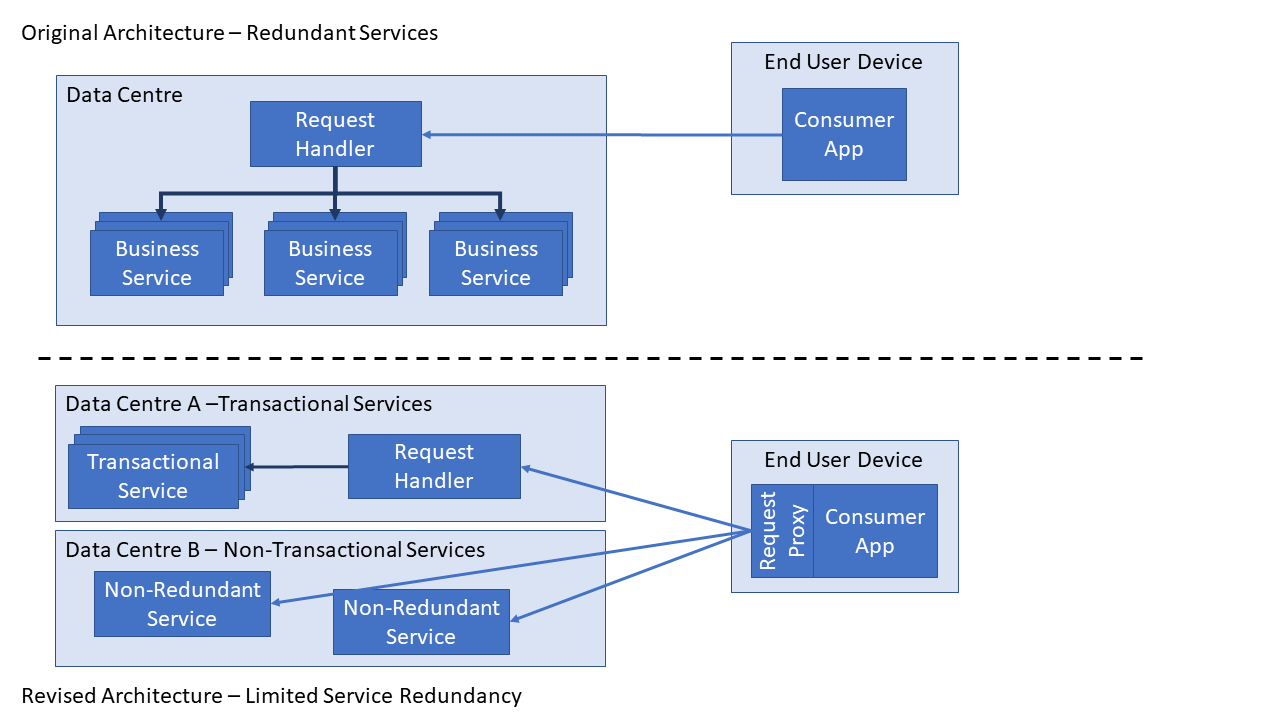 Original Architecture – Redundant Services
End User Device
Data Centre
Request
Handler
Consumer
App
Business
Service
Business
Service
Business
Service
Data Centre A –Transactional Services
Transactional
Service
Request
Handler
End User Device
Request
Proxy
Consumer
App
Data Centre B – Non-Transactional Services
Non-Redundant
Service
Non-Redundant
Service
Revised Architecture – Limited Service Redundancy